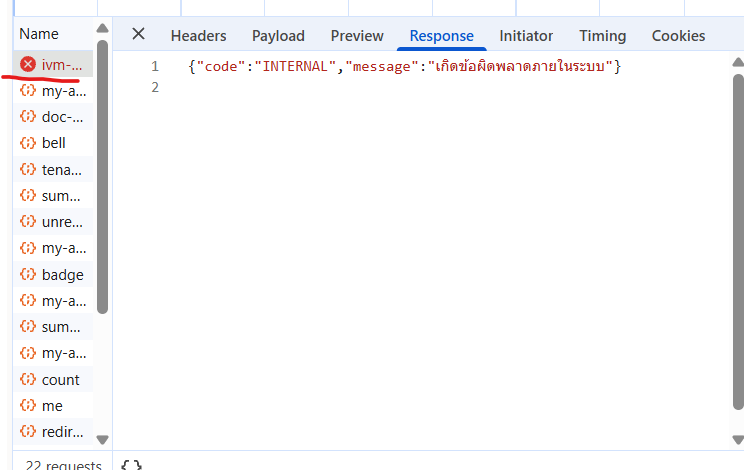 Name
Headers Payload Preview Response Initiator Timing Cookies
ivm-...
my-a...
doc-...
bell
tena...
sum...
unre...
my-a...
badge
my-a...
sum...
my-a...
count
me
redir...
22 requests
1 {"code":"INTERNAL","message":"เกิดข้อผิดพลาดภายในระบบ"}
2
{}